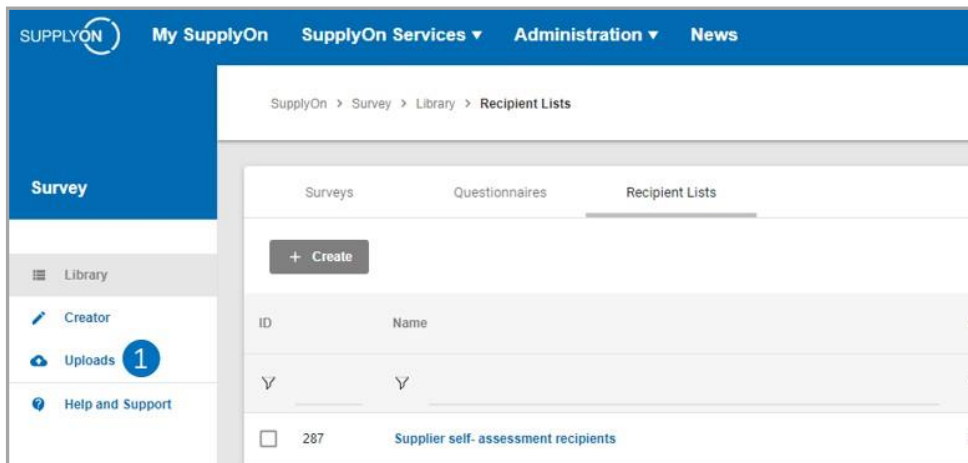 SUPPLYON My SupplyOn SupplyOn Services ▾ Administration ▾ News
SupplyOn > Survey > Library > Recipient Lists
Survey
Surveys Questionnaires Recipient Lists
+ Create
Library
Creator
Uploads 1
Help and Support
ID Name
287 Supplier self- assessment recipients